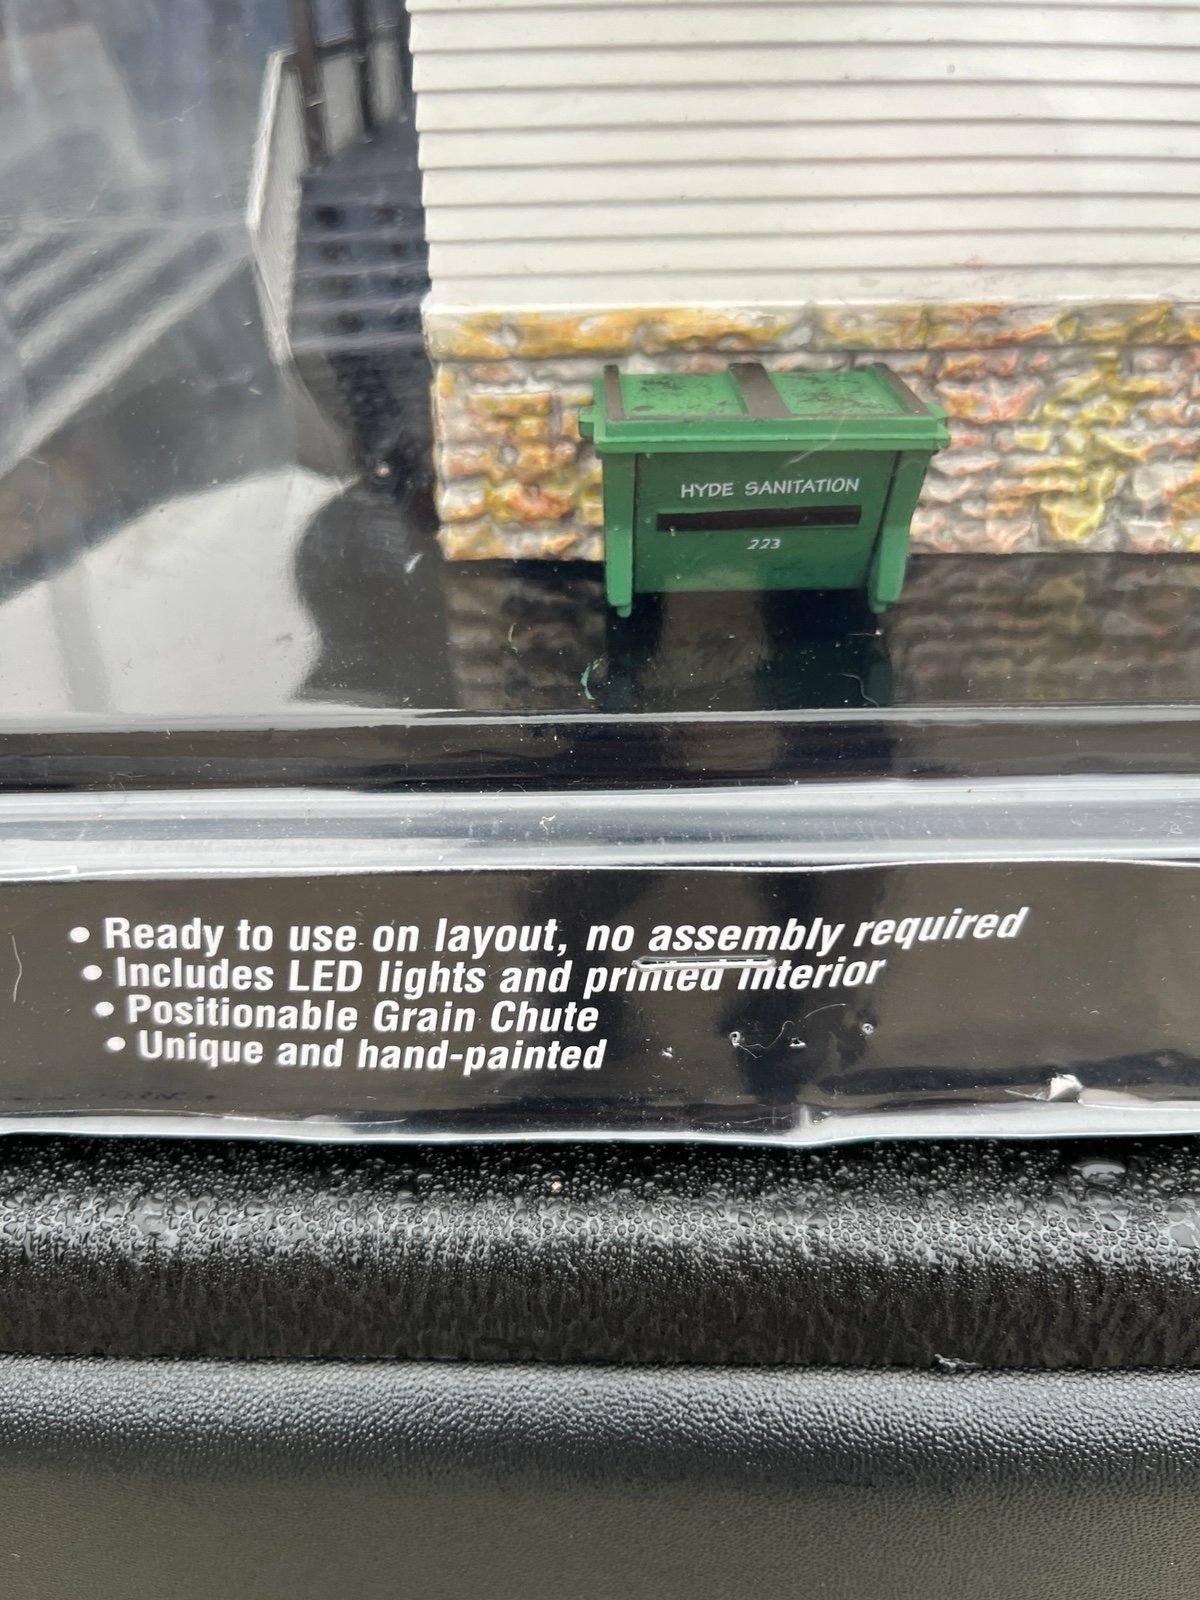 HYDE SANITATION
223
• Ready to use on layout, no assembly required
• Includes LED lights and printed interior
• Positionable Grain Chute
• Unique and hand-painted